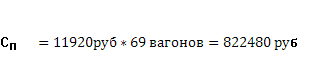 Сп = 11920руб * 69 вагонов = 822480 руб